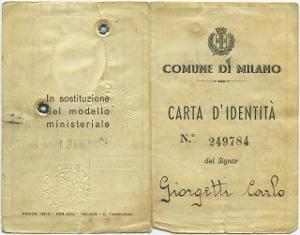 In sostituzione
del modello
ministeriale
COMUNE DI MILANO
CARTA D'IDENTITÀ
N.° 249784
del Signor
Giorgetti Carlo